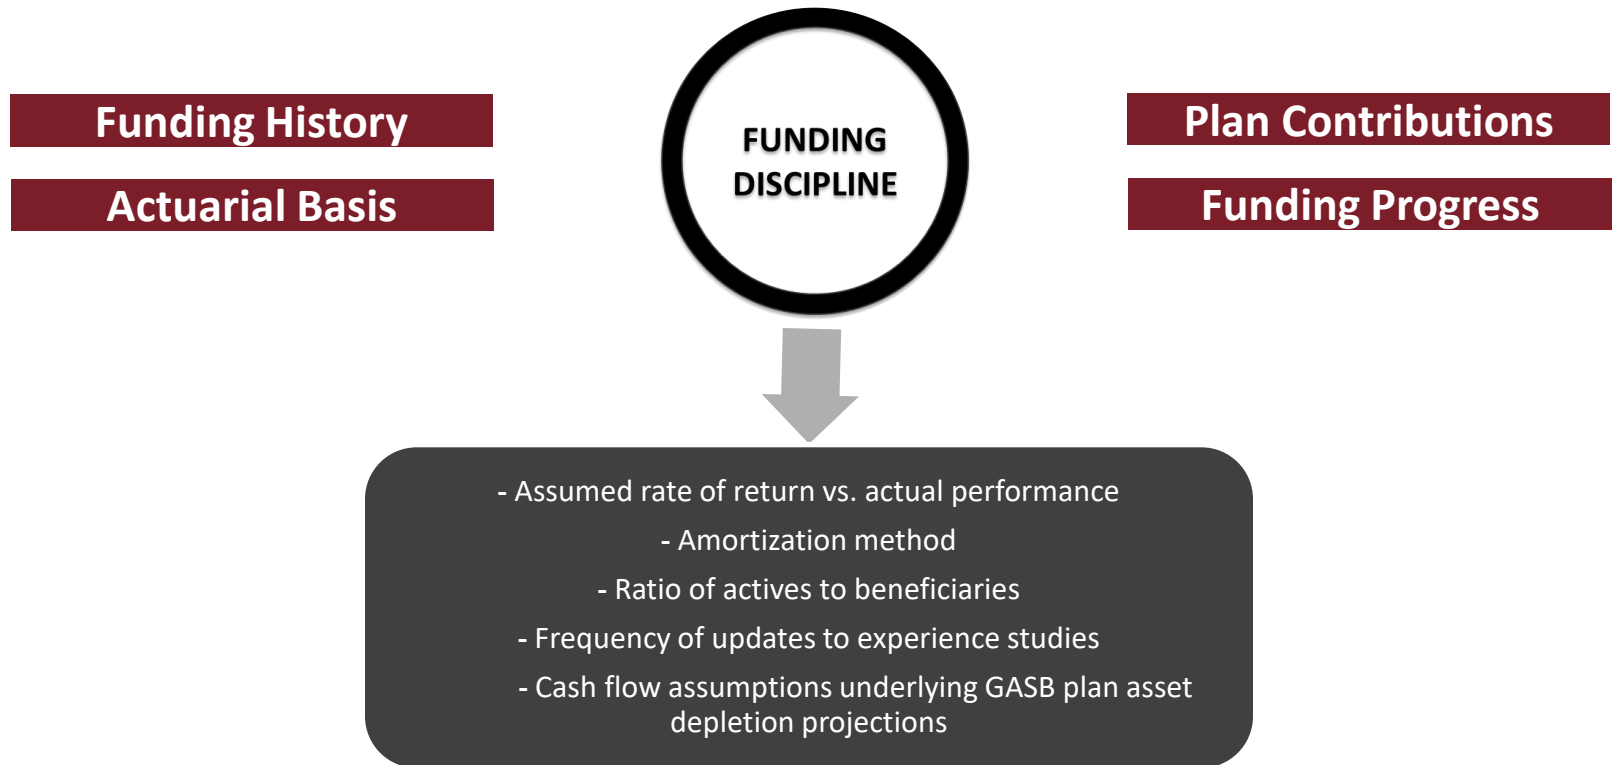 Funding History
Actuarial Basis
FUNDING
DISCIPLINE
Plan Contributions
Funding Progress
- Assumed rate of return vs. actual performance
- Amortization method
- Ratio of actives to beneficiaries
- Frequency of updates to experience studies
- Cash flow assumptions underlying GASB plan asset
depletion projections